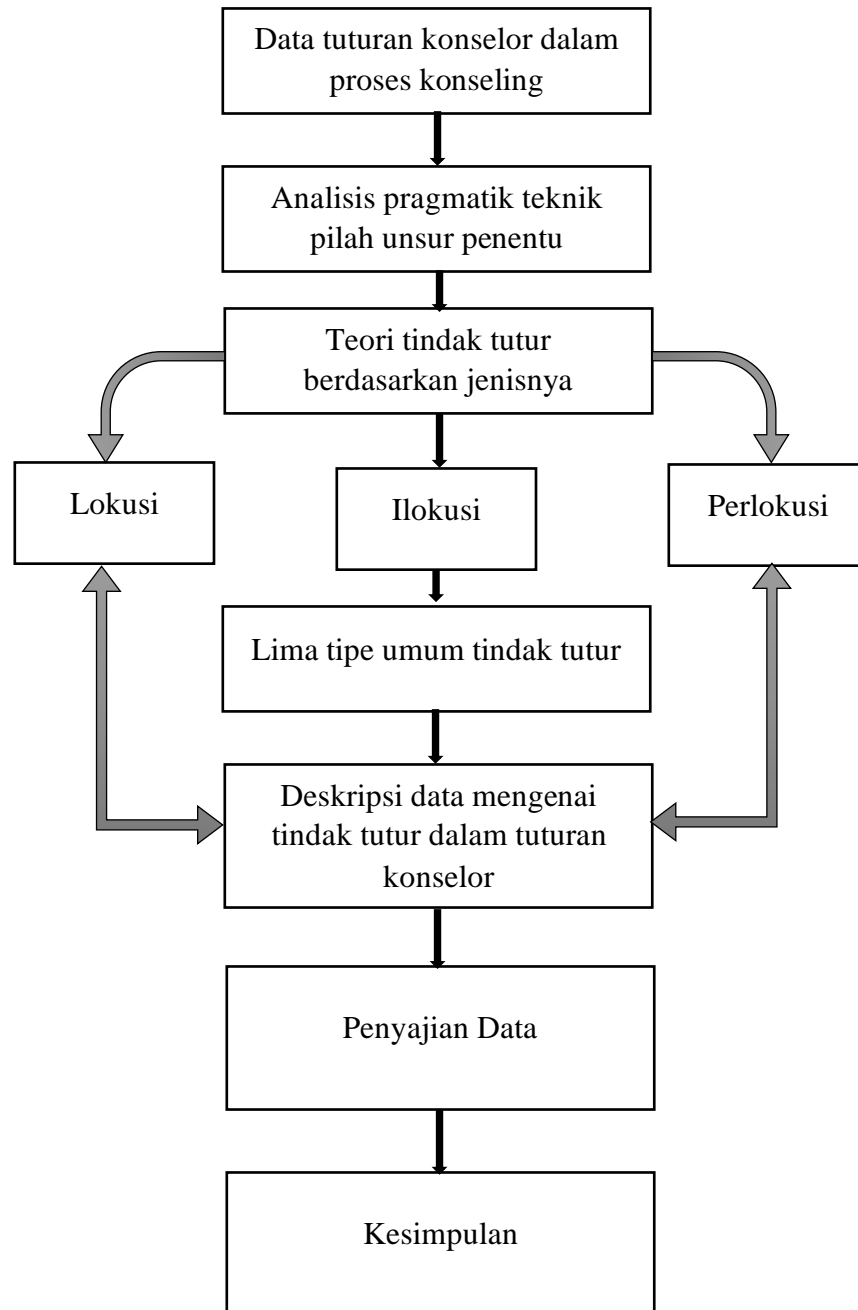 Data tuturan konselor dalam
proses konseling
Analisis pragmatik teknik
pilah unsur penentu
Teori tindak tutur
berdasarkan jenisnya
Lokusi
Ilokusi
Perlokusi
Lima tipe umum tindak tutur
Deskripsi data mengenai
tindak tutur dalam tuturan
konselor
Penyajian Data
Kesimpulan